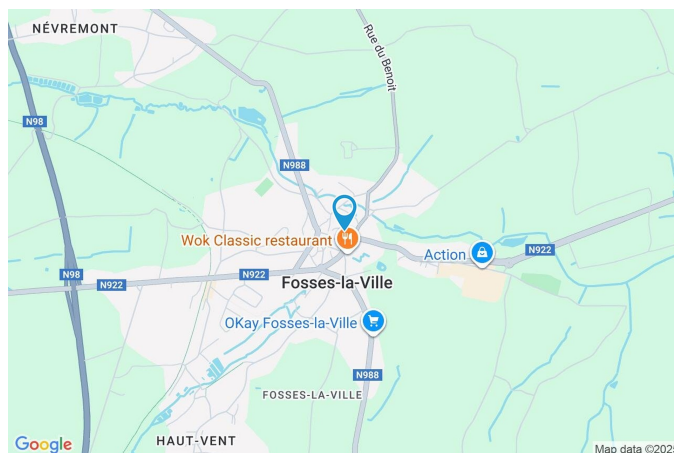 NÉVREMONT
Rue du Benoit
N98
N988
Wok Classic restaurant
Action
N922
N98
N922
N922
Fosses-la-Ville
OKay Fosses-la-Ville
N988
FOSSES-LA-VILLE
HAUT-VENT
Google
Map data ©2025